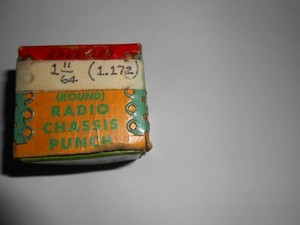 1 11/64 (1.172)
(ROUND)
RADIO
CHASSIS
PUNCH